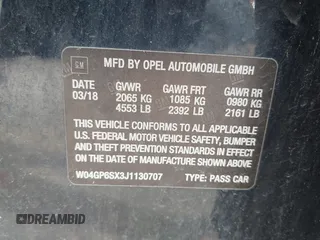 GM
MFD BY OPEL AUTOMOBILE GMBH
DATE GVWR GAWR FRT GAWR RR
03/18 2065 KG 1085 KG 0980 KG
4553 LB 2392 LB 2161 LB
THIS VEHICLE CONFORMS TO ALL APPLICABLE
U.S. FEDERAL MOTOR VEHICLE SAFETY, BUMPER
AND THEFT PREVENTION STANDARDS IN EFFECT
ON THE DATE OF MANUFACTURE SHOWN ABOVE.
W04GP6SX3J1130707 TYPE: PASS CAR
DREAMBID